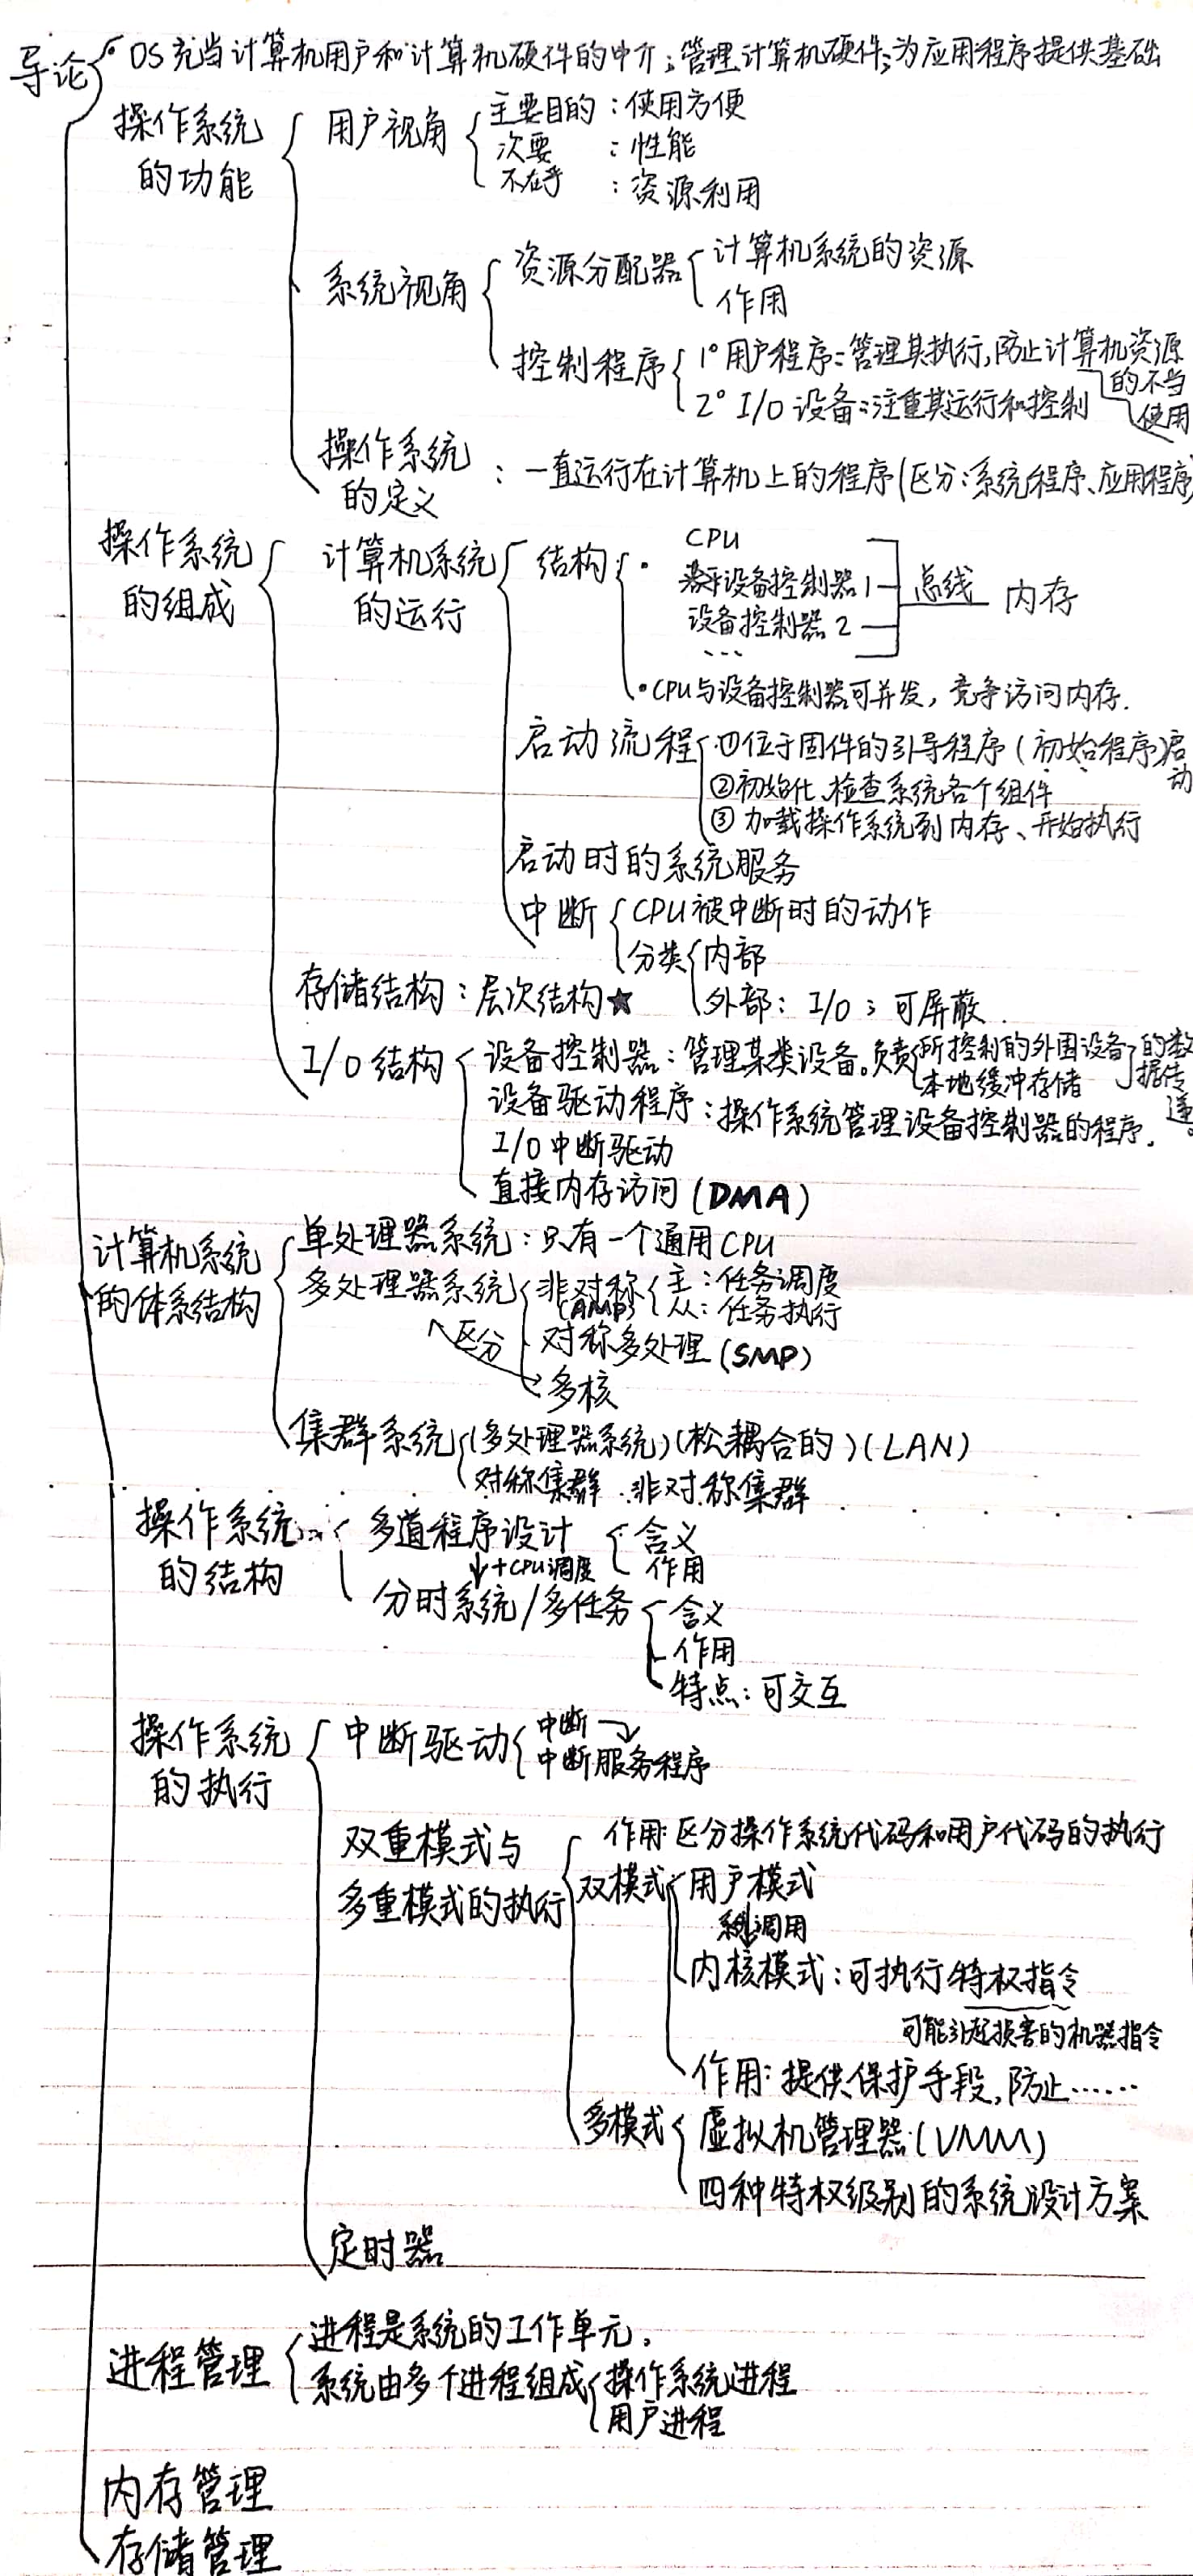 导论
· OS充当计算机用户和计算机硬件的中介；管理计算机硬件；为应用程序提供基础
操作系统
的功能
用户视角
主要目的：使用方便
次要：性能
不在乎：资源利用
系统视角
资源分配器
计算机系统的资源
作用
控制程序
1° 用户程序：管理其执行，防止计算机资源
的不当
使用
2° I/O 设备：注重其运行和控制
操作系统
的定义
：一直运行在计算机上的程序(区分：系统程序、应用程序
操作系统
的组成
计算机系统
的运行
结构
·
CPU
设备控制器1
设备控制器2
...
总线
内存
·CPU与设备控制器可并发，竞争访问内存.
启动流程
①位于固件的引导程序(初始程序)启
动
②初始化、检查系统各个组件
③加载操作系统到内存、开始执行
启动时的系统服务
中断
CPU被中断时的动作
分类
内部
外部：I/O；可屏蔽.
存储结构：层次结构★
I/O结构
设备控制器：管理某类设备。负责
所控制的外围设备
本地缓冲存储
的数
据传
递。
设备驱动程序：操作系统管理设备控制器的程序.
I/O中断驱动
直接内存访问(DMA)
计算机系统
的体系结构
单处理器系统：只有一个通用CPU
多处理器系统
非对称
(AMP)
主：任务调度
从：任务执行
对称多处理(SMP)
区分
多核
集群系统
(多处理器系统)(松耦合的)(LAN)
对称集群.非对称集群
操作系统
的结构
多道程序设计
含义
作用
↓+CPU调度
分时系统/多任务
含义
作用
特点：可交互
操作系统
的执行
中断驱动
中断
中断服务程序
双重模式与
多重模式的执行
作用:区分操作系统代码和用户代码的执行
双模式
用户模式
系统调用
内核模式：可执行特权指令
可能引起损害的机器指令
作用：提供保护手段，防止……
多模式
虚拟机管理器(VMM)
四种特权级别的系统设计方案
定时器
进程管理
进程是系统的工作单元.
系统由多个进程组成
操作系统进程
用户进程
内存管理
存储管理